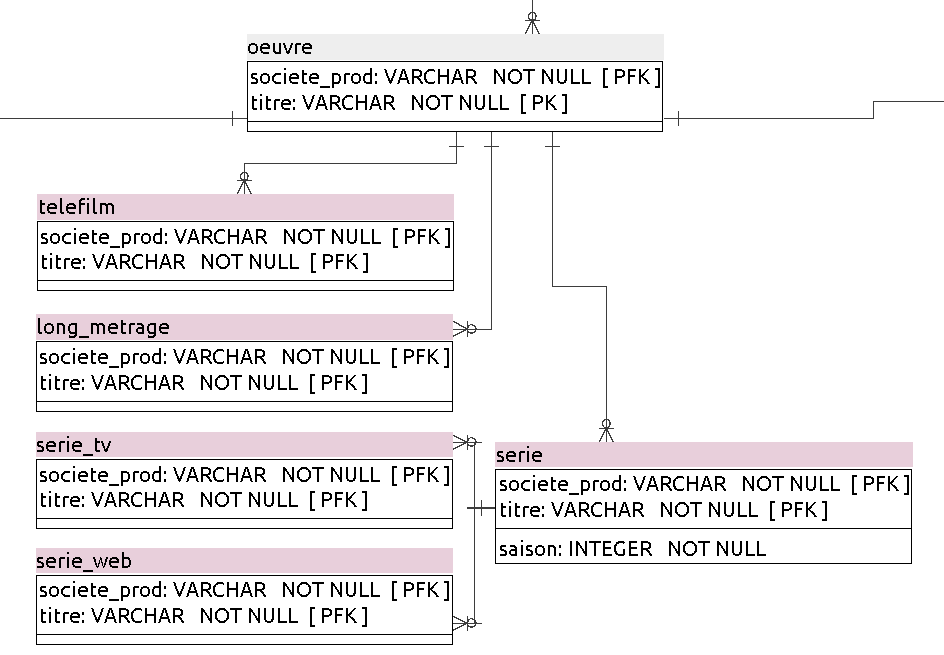 oeuvre
societe_prod: VARCHAR NOT NULL [ PFK ]
titre: VARCHAR NOT NULL [ PK ]
telefilm
societe_prod: VARCHAR NOT NULL [ PFK ]
titre: VARCHAR NOT NULL [ PFK ]
long_metrage
societe_prod: VARCHAR NOT NULL [ PFK ]
titre: VARCHAR NOT NULL [ PFK ]
serie_tv
societe_prod: VARCHAR NOT NULL [ PFK ]
titre: VARCHAR NOT NULL [ PFK ]
serie
societe_prod: VARCHAR NOT NULL [ PFK ]
titre: VARCHAR NOT NULL [ PFK ]
saison: INTEGER NOT NULL
serie_web
societe_prod: VARCHAR NOT NULL [ PFK ]
titre: VARCHAR NOT NULL [ PFK ]